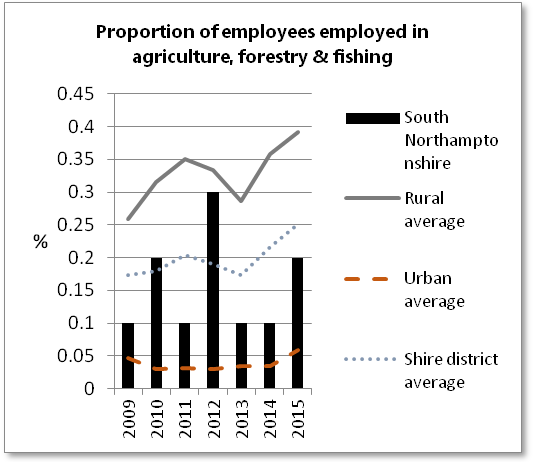 Proportion of employees employed in
agriculture, forestry & fishing
0.45
0.4
0.35
0.3
0.25
0.2
0.15
0.1
0.05
0
%
2009
2010
2011
2012
2013
2014
2015
South
Northampto
nshire
Rural
average
Urban
average
Shire district
average